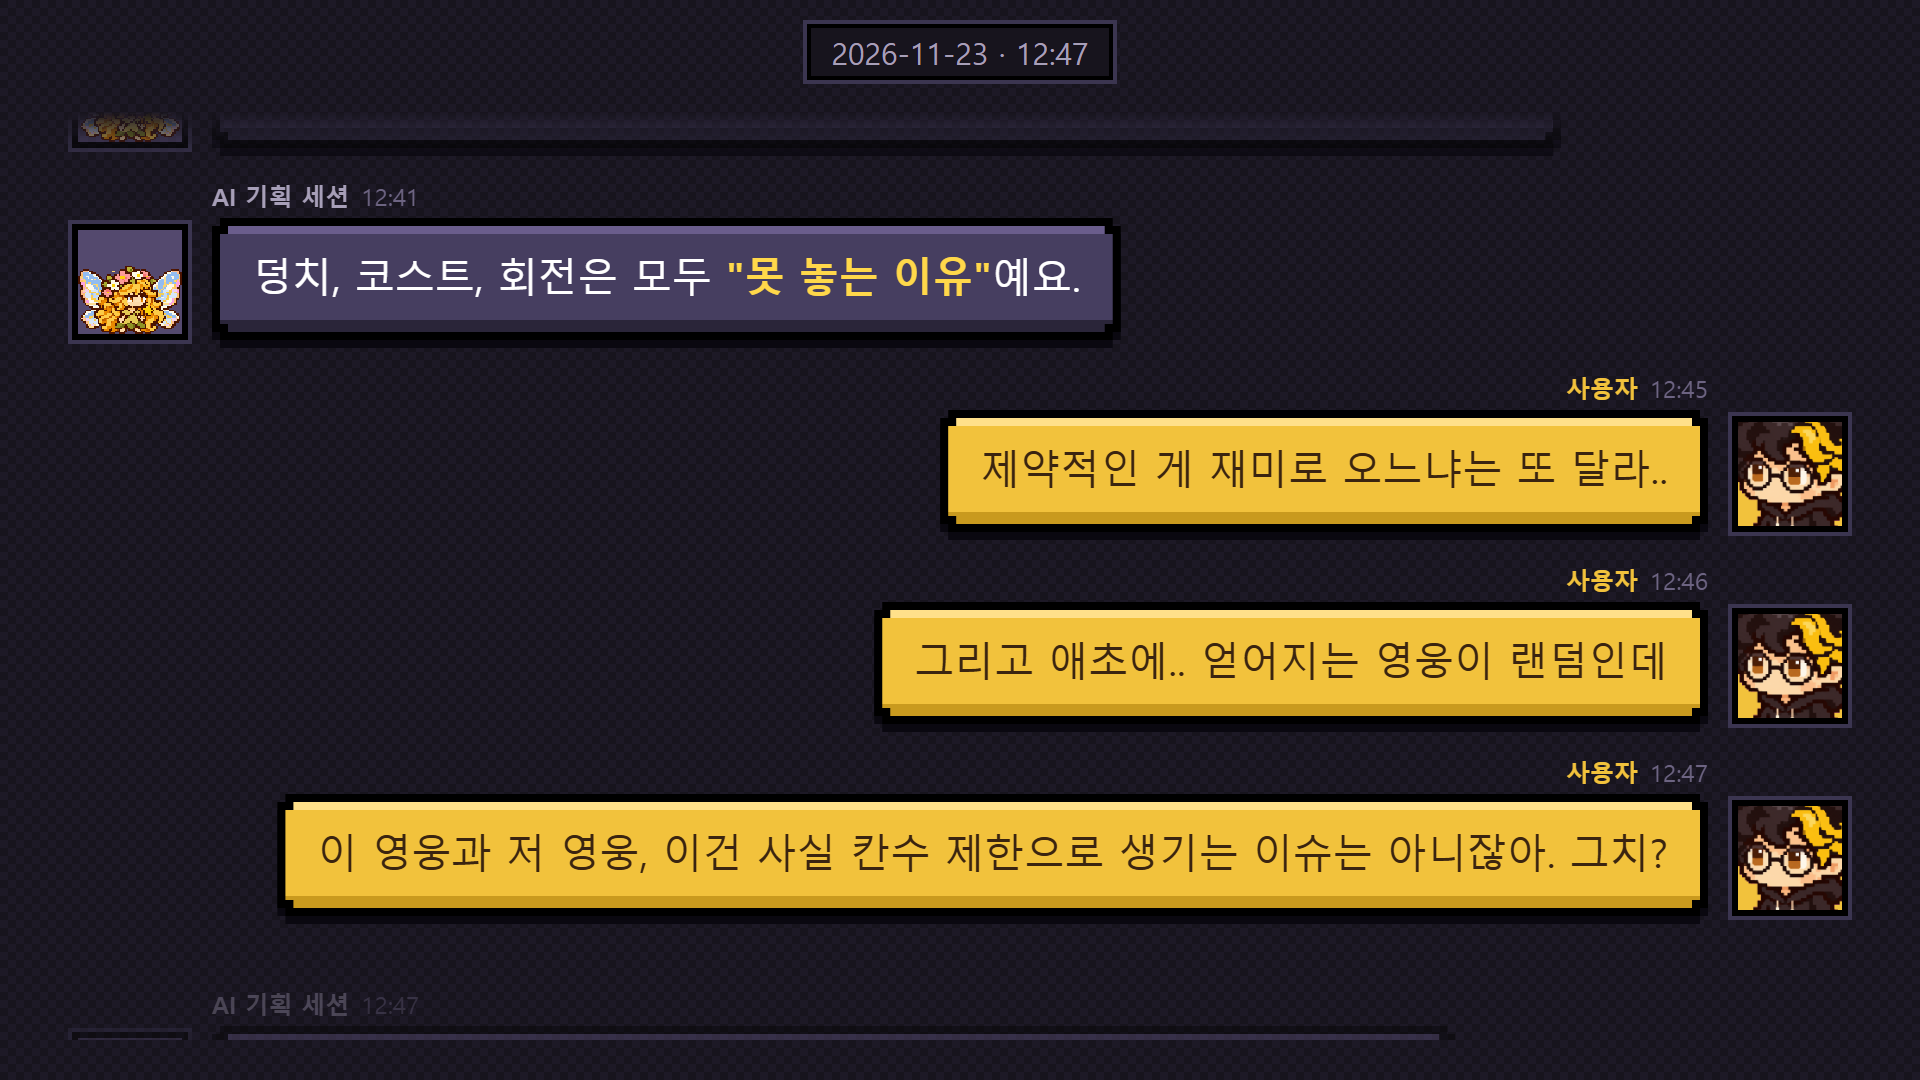 2026-11-23 · 12:47
AI 기획 세션 12:41
덩치, 코스트, 회전은 모두 "못 놓는 이유"예요.
사용자 12:45
제약적인 게 재미로 오느냐는 또 달라..
사용자 12:46
그리고 애초에.. 얻어지는 영웅이 랜덤인데
사용자 12:47
이 영웅과 저 영웅, 이건 사실 칸수 제한으로 생기는 이슈는 아니잖아. 그치?
AI 기획 세션 12:47